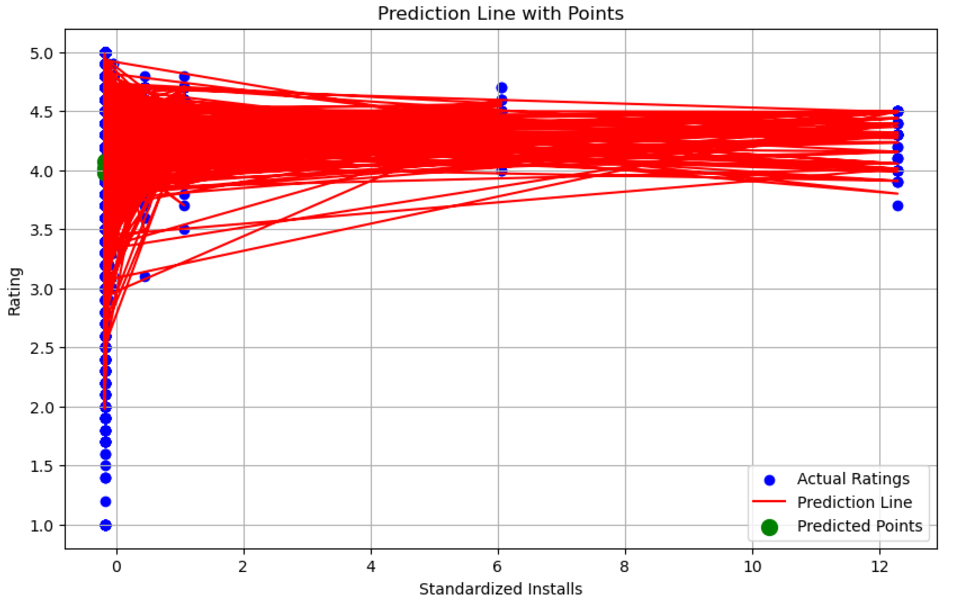 Prediction Line with Points
Rating
5.0
4.5
4.0
3.5
3.0
2.5
2.0
1.5
1.0
Actual Ratings
Prediction Line
Predicted Points
0 2 4 6 8 10 12
Standardized Installs